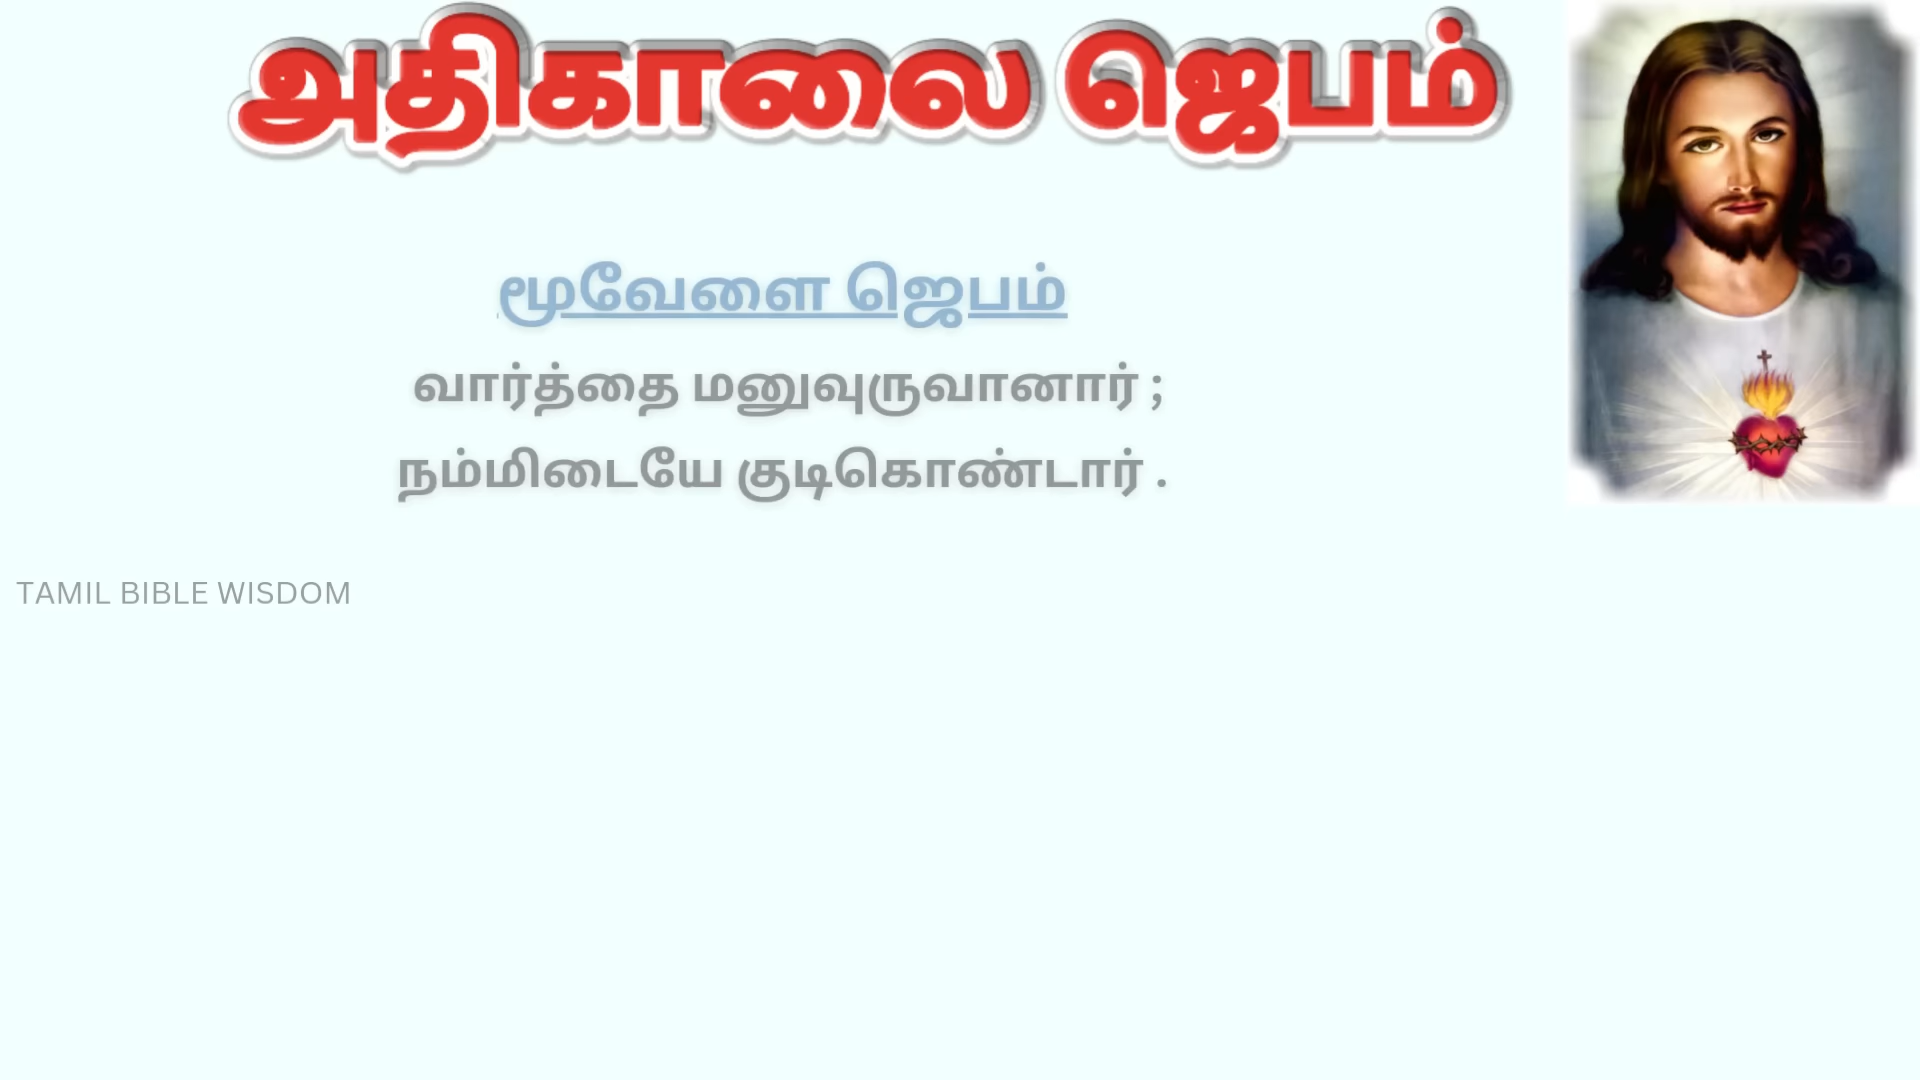 அதிகாலை ஜெபம்
மூவேளை ஜெபம்
வார்த்தை மனுவுருவானார் ;
நம்மிடையே குடிகொண்டார் .
TAMIL BIBLE WISDOM